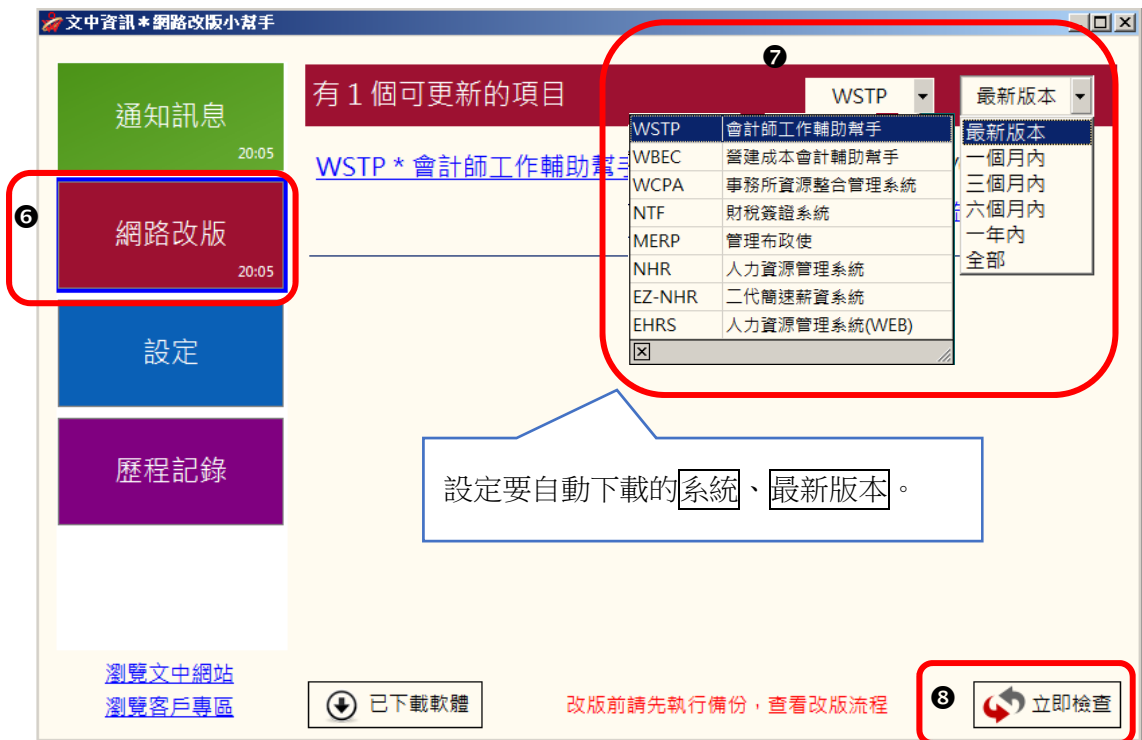 文中資訊＊網路改版小幫手
❼
通知訊息
20:05
有 1 個可更新的項目
WSTP
最新版本
WSTP 會計師工作輔助幫手
WBEC 營建成本會計輔助幫手
WCPA 事務所資源整合管理系統
NTF 財稅簽證系統
MERP 管理布政使
NHR 人力資源管理系統
EZ-NHR 二代簡速薪資系統
EHRS 人力資源管理系統(WEB)
最新版本
一個月內
三個月內
六個月內
一年內
全部
WSTP * 會計師工作輔助幫手
❻
網路改版
20:05
設定
歷程記錄
設定要自動下載的系統、最新版本。
瀏覽文中網站
瀏覽客戶專區
已下載軟體
改版前請先執行備份，查看改版流程
❽
立即檢查